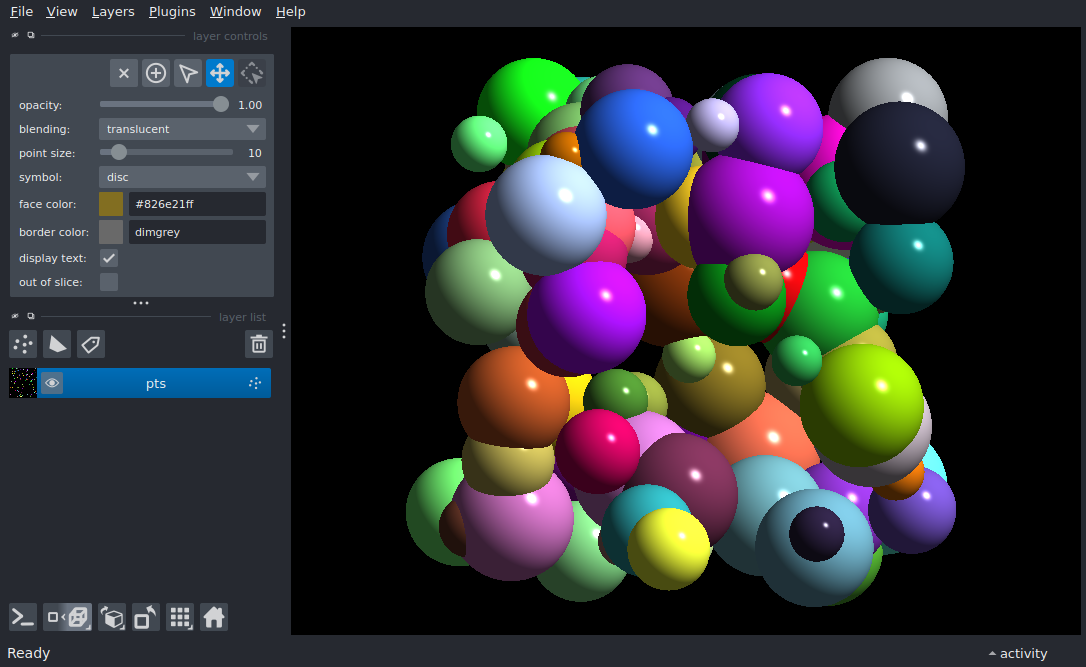 File View Layers Plugins Window Help
layer controls
opacity: 1.00
blending: translucent
point size: 10
symbol: disc
face color: #826e21ff
border color: dimgrey
display text:
out of slice:
layer list
pts
Ready
activity